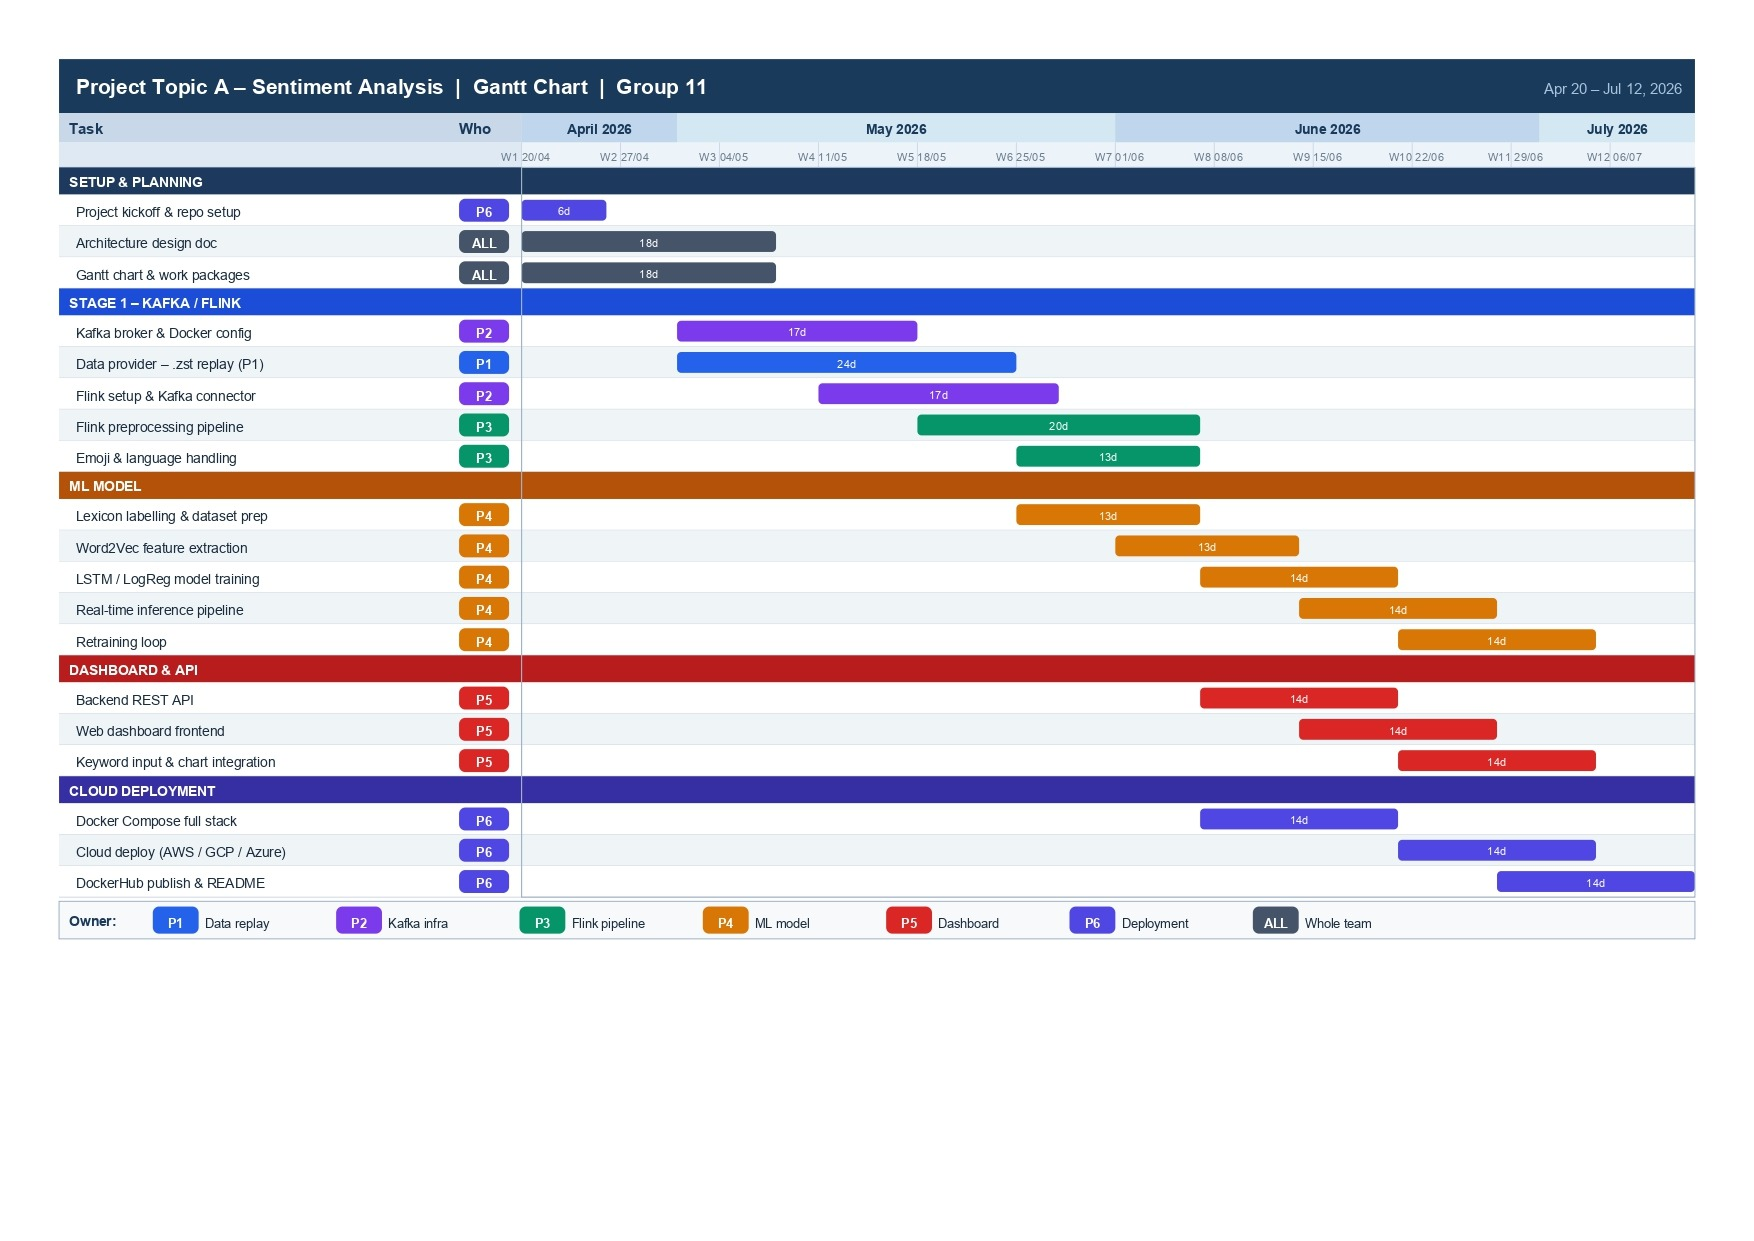 Project Topic A – Sentiment Analysis | Gantt Chart | Group 11 Apr 20 – Jul 12, 2026
Task Who April 2026 May 2026 June 2026 July 2026
W1 20/04 W2 27/04 W3 04/05 W4 11/05 W5 18/05 W6 25/05 W7 01/06 W8 08/06 W9 15/06 W10 22/06 W11 29/06 W12 06/07
SETUP & PLANNING
Project kickoff & repo setup P6 6d
Architecture design doc ALL 18d
Gantt chart & work packages ALL 18d
STAGE 1 – KAFKA / FLINK
Kafka broker & Docker config P2 17d
Data provider – .zst replay (P1) P1 24d
Flink setup & Kafka connector P2 17d
Flink preprocessing pipeline P3 20d
Emoji & language handling P3 13d
ML MODEL
Lexicon labelling & dataset prep P4 13d
Word2Vec feature extraction P4 13d
LSTM / LogReg model training P4 14d
Real-time inference pipeline P4 14d
Retraining loop P4 14d
DASHBOARD & API
Backend REST API P5 14d
Web dashboard frontend P5 14d
Keyword input & chart integration P5 14d
CLOUD DEPLOYMENT
Docker Compose full stack P6 14d
Cloud deploy (AWS / GCP / Azure) P6 14d
DockerHub publish & README P6 14d
Owner: P1 Data replay P2 Kafka infra P3 Flink pipeline P4 ML model P5 Dashboard P6 Deployment ALL Whole team